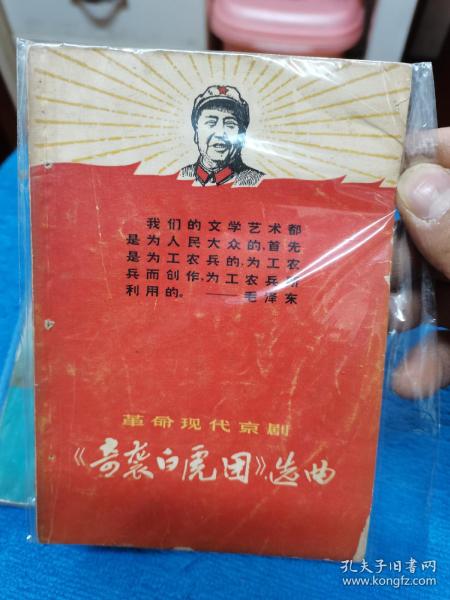 我们的文学艺术都
是为人民大众的,首先
是为工农兵的,为工农
兵而创作,为工农兵所
利用的。——毛泽东
革命现代京剧
《奇袭白虎团》选曲
孔夫子旧书网
www.kongfz.com